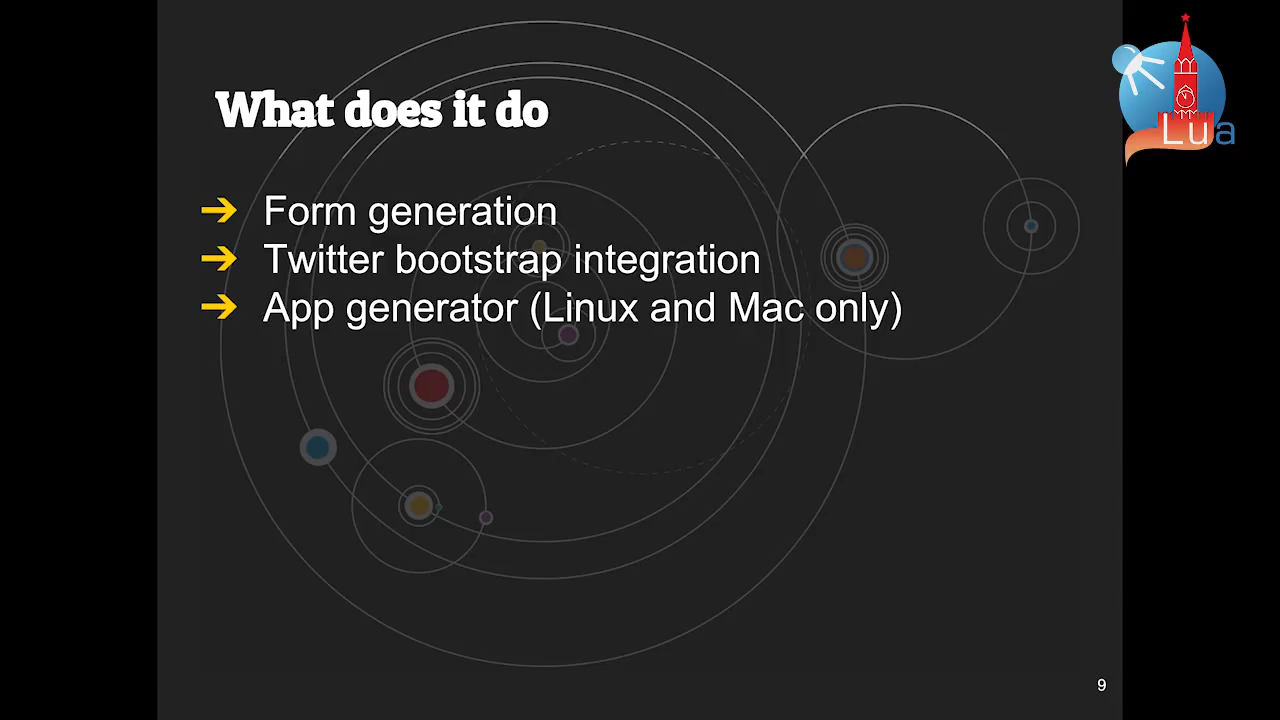 What does it do
➔ Form generation
➔ Twitter bootstrap integration
➔ App generator (Linux and Mac only)
Lua
9